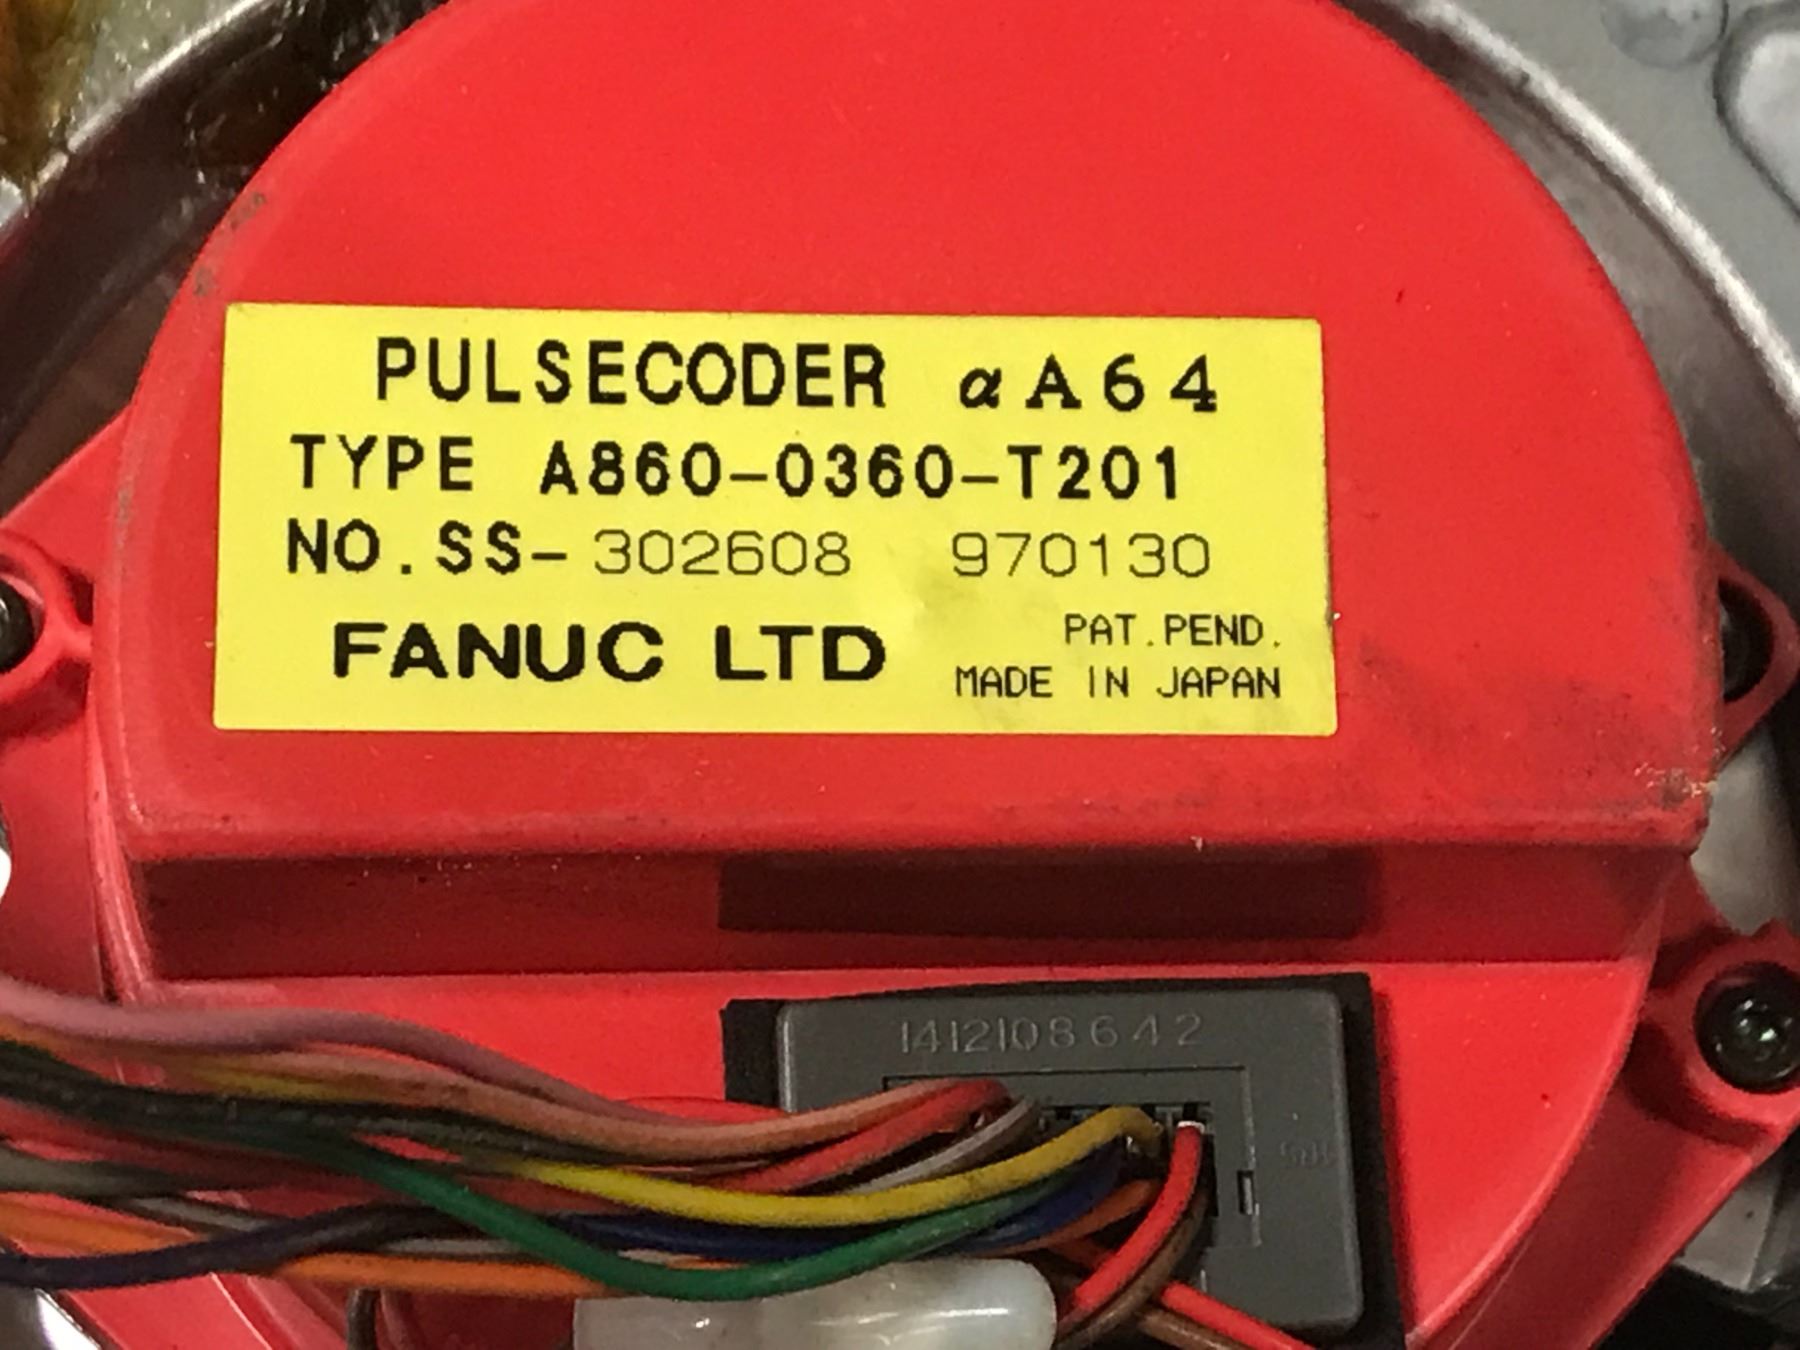 PULSECODER αA64
TYPE A860-0360-T201
NO.SS-302608 970130
FANUC LTD
PAT.PEND.
MADE IN JAPAN
1412108642